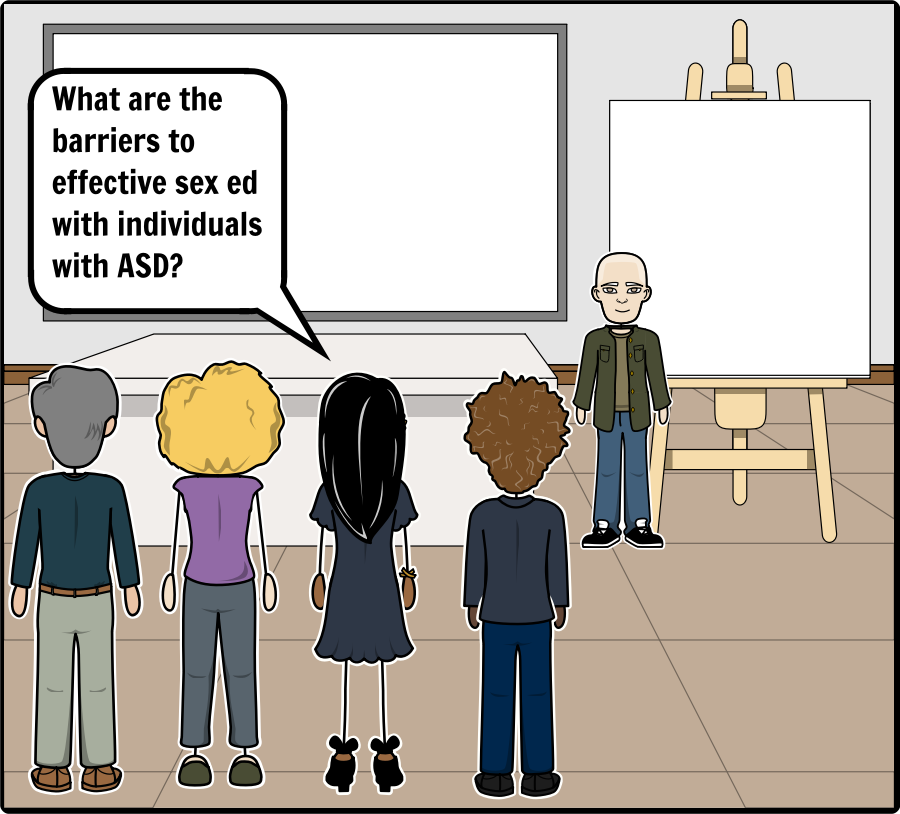 What are the
barriers to
effective sex ed
with individuals
with ASD?